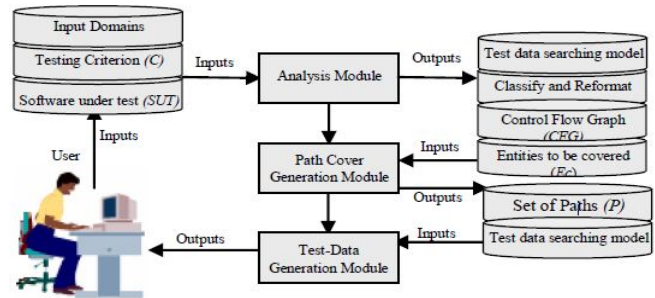 Input Domains
Testing Criterion (C)
Software under test (SUT)
Inputs
Analysis Module
Outputs
Test data searching model
Classify and Reformat
Control Flow Graph
(CFG)
Entities to be covered
(Ec)
Inputs
User
Inputs
Path Cover
Generation Module
Outputs
Set of Paths (P)
Test data searching model
Inputs
Test-Data
Generation Module
Outputs